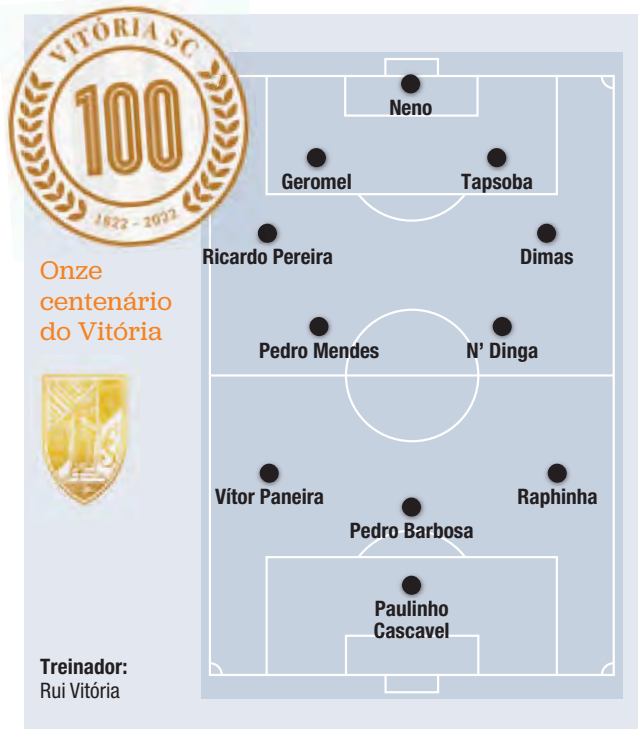 VITÓRIA SC
100
1822 - 2022
Onze
centenário
do Vitória
Neno
Geromel
Tapsoba
Ricardo Pereira
Dimas
Pedro Mendes
N' Dinga
Vítor Paneira
Raphinha
Pedro Barbosa
Paulinho
Cascavel
Treinador:
Rui Vitória